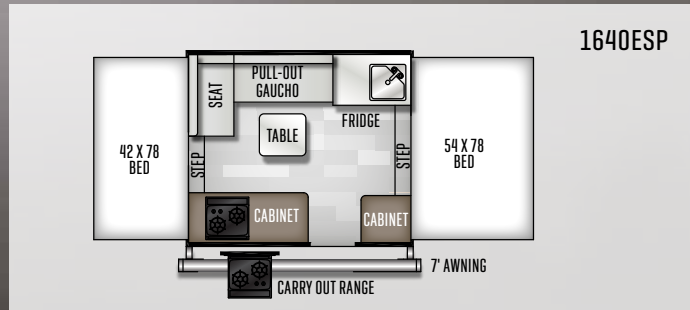 1640ESP
PULL-OUT
GAUCHO
SEAT
FRIDGE
TABLE
42 X 78
BED
54 X 78
BED
STEP
STEP
CABINET
CABINET
7' AWNING
CARRY OUT RANGE